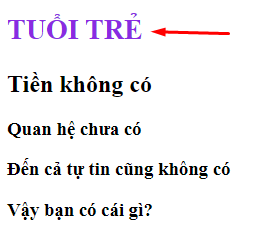 TUỔI TRẺ
Tiền không có
Quan hệ chưa có
Đến cả tự tin cũng không có
Vậy bạn có cái gì?